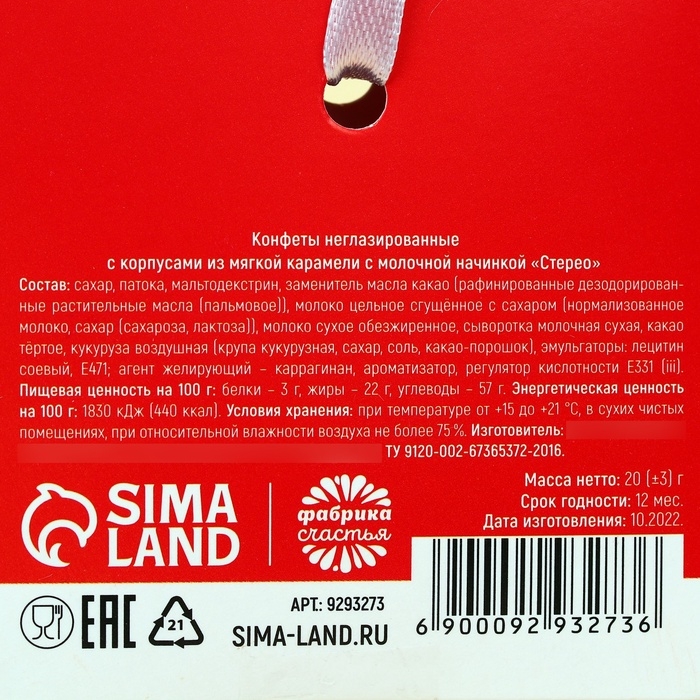 Конфеты неглазированные
с корпусами из мягкой карамели с молочной начинкой «Стерео»
Состав: сахар, патока, мальтодекстрин, заменитель масла какао (рафинированные дезодорирован-
ные растительные масла (пальмовое)), молоко цельное сгущённое с сахаром (нормализованное
молоко, сахар (сахароза, лактоза)), молоко сухое обезжиренное, сыворотка молочная сухая, какао
тёртое, кукуруза воздушная (крупа кукурузная, сахар, соль, какао-порошок), эмульгаторы: лецитин
соевый, Е471; агент желирующий – каррагинан, ароматизатор, регулятор кислотности Е331 (iii).
Пищевая ценность на 100 г: белки – 3 г, жиры – 22 г, углеводы – 57 г. Энергетическая ценность
на 100 г: 1830 кДж (440 ккал). Условия хранения: при температуре от +15 до +21 °С, в сухих чистых
помещениях, при относительной влажности воздуха не более 75 %. Изготовитель:
ТУ 9120-002-67365372-2016.
Масса нетто: 20 (±3) г
Срок годности: 12 мес.
Дата изготовления: 10.2022.
SIMA
LAND
фабрика
счастья
EAC
21
АРТ.: 9293273
SIMA-LAND.RU
6 900092 932736